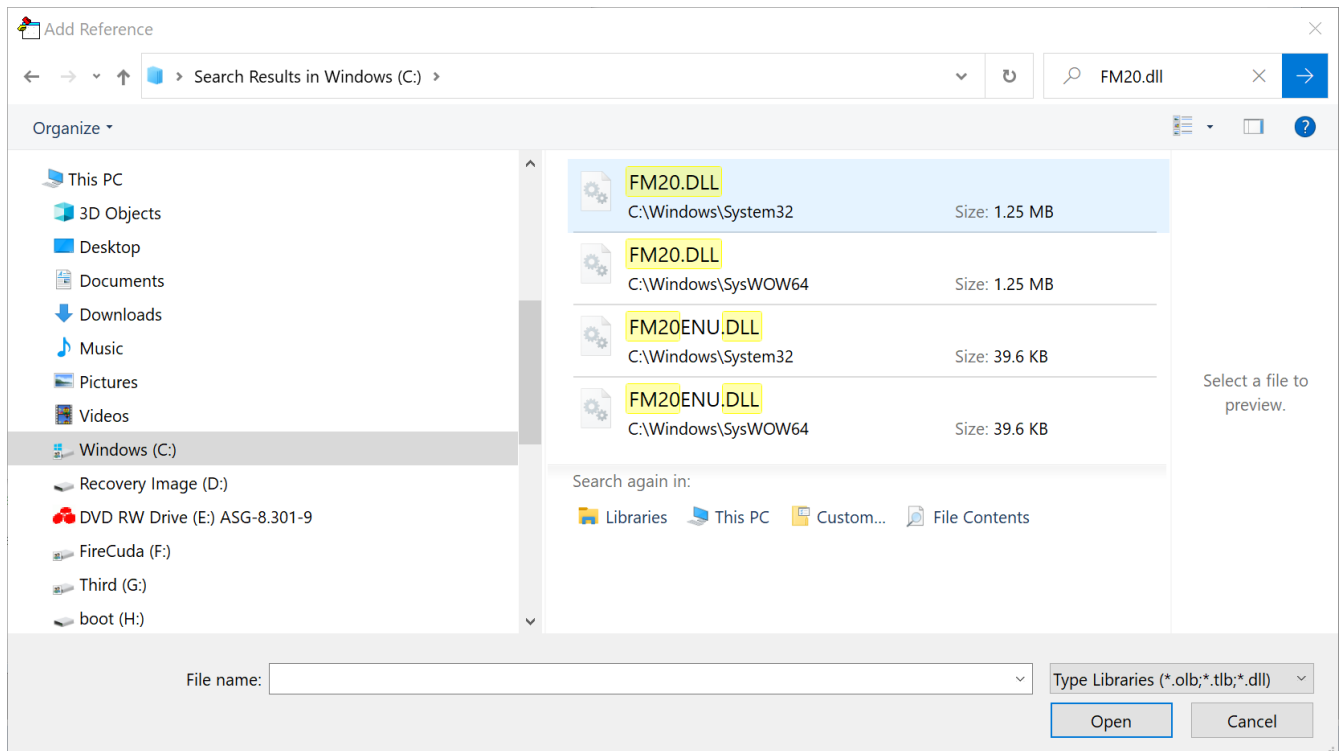 Add Reference
Search Results in Windows (C:)
FM20.dll
Organize
This PC
3D Objects
Desktop
Documents
Downloads
Music
Pictures
Videos
Windows (C:)
Recovery Image (D:)
DVD RW Drive (E:) ASG-8.301-9
FireCuda (F:)
Third (G:)
boot (H:)
FM20.DLL
C:\Windows\System32 Size: 1.25 MB
FM20.DLL
C:\Windows\SysWOW64 Size: 1.25 MB
FM20ENU.DLL
C:\Windows\System32 Size: 39.6 KB
FM20ENU.DLL
C:\Windows\SysWOW64 Size: 39.6 KB
Search again in:
Libraries This PC Custom... File Contents
Select a file to
preview.
File name:
Type Libraries (*.olb;*.tlb;*.dll)
Open Cancel